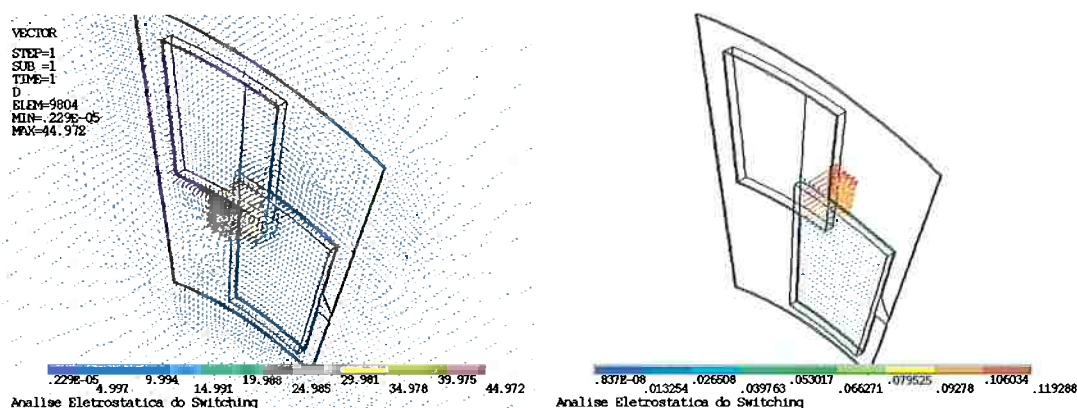 VECTOR
STEP=1
SUB =1
TIME=1
D
ELEM=9804
MIN=.229E-05
MAX=44.972
.229E-05 9.994 19.988 29.981 39.975
4.997 14.991 24.985 34.978 44.972
Analise Eletrostatica do Switching
.837E-08 .026508 .053017 .079525 .106034
.013254 .039763 .066271 .09278 .119288
Analise Eletrostatica do Switching